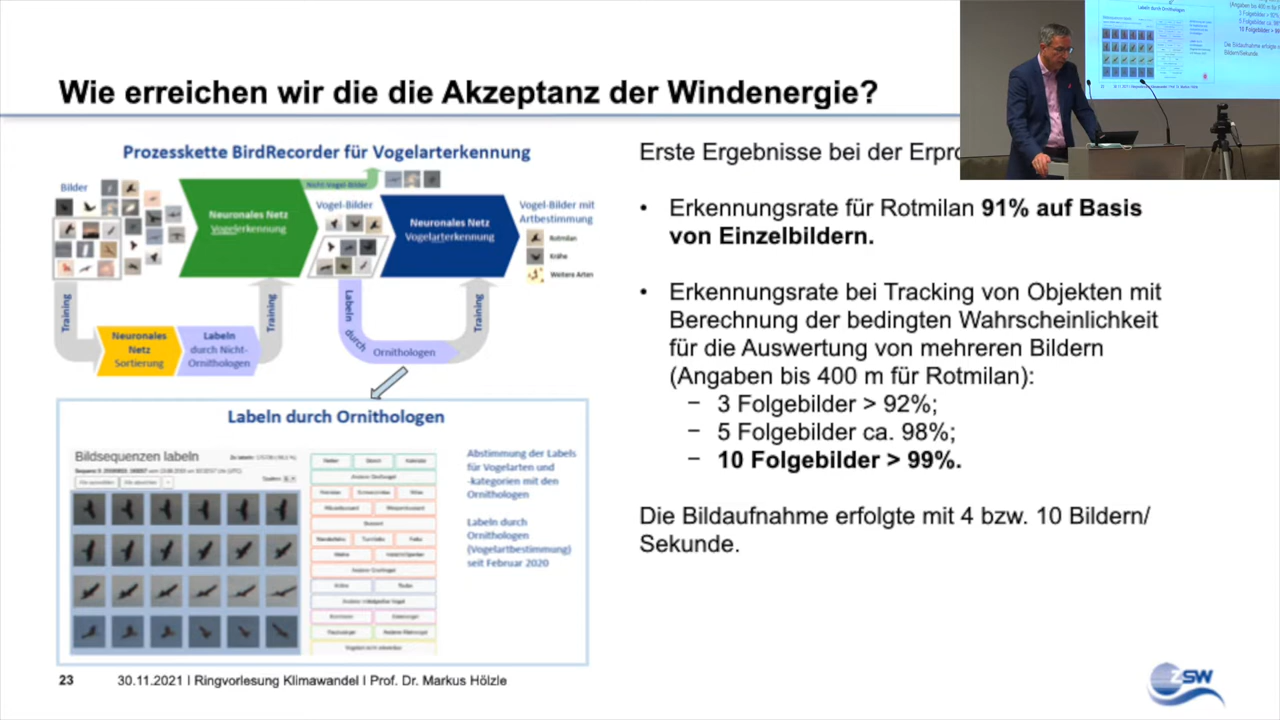 Wie erreichen wir die die Akzeptanz der Windenergie?
Prozesskette BirdRecorder für Vogelarterkennung
Bilder
Neuronales Netz
Vogelerkennung
Nicht-Vogel-Bilder
Vogel-Bilder
Neuronales Netz
Vogelarterkennung
Vogel-Bilder mit
Artbestimmung
Rotmilan
Krähe
Weitere Arten
Training
Neuronales
Netz
Sortierung
Labeln
durch Nicht-
Ornithologen
Training
Labeln durch
Ornithologen
Training
Labeln durch Ornithologen
Bildsequenzen labeln
Abstimmung der Labels
für Vogelarten und
-kategorien mit den
Ornithologen
Labeln durch
Ornithologen
(Vogelartbestimmung)
seit Februar 2020
Erste Ergebnisse bei der
• Erkennungsrate für Rotmilan 91% auf Basis
von Einzelbildern.
• Erkennungsrate bei Tracking von Objekten mit
Berechnung der bedingten Wahrscheinlichkeit
für die Auswertung von mehreren Bildern
(Angaben bis 400 m für Rotmilan):
− 3 Folgebilder > 92%;
− 5 Folgebilder ca. 98%;
− 10 Folgebilder > 99%.
Die Bildaufnahme erfolgte mit 4 bzw. 10 Bildern/
Sekunde.
23 30.11.2021 | Ringvorlesung Klimawandel | Prof. Dr. Markus Hölzle
ZSW